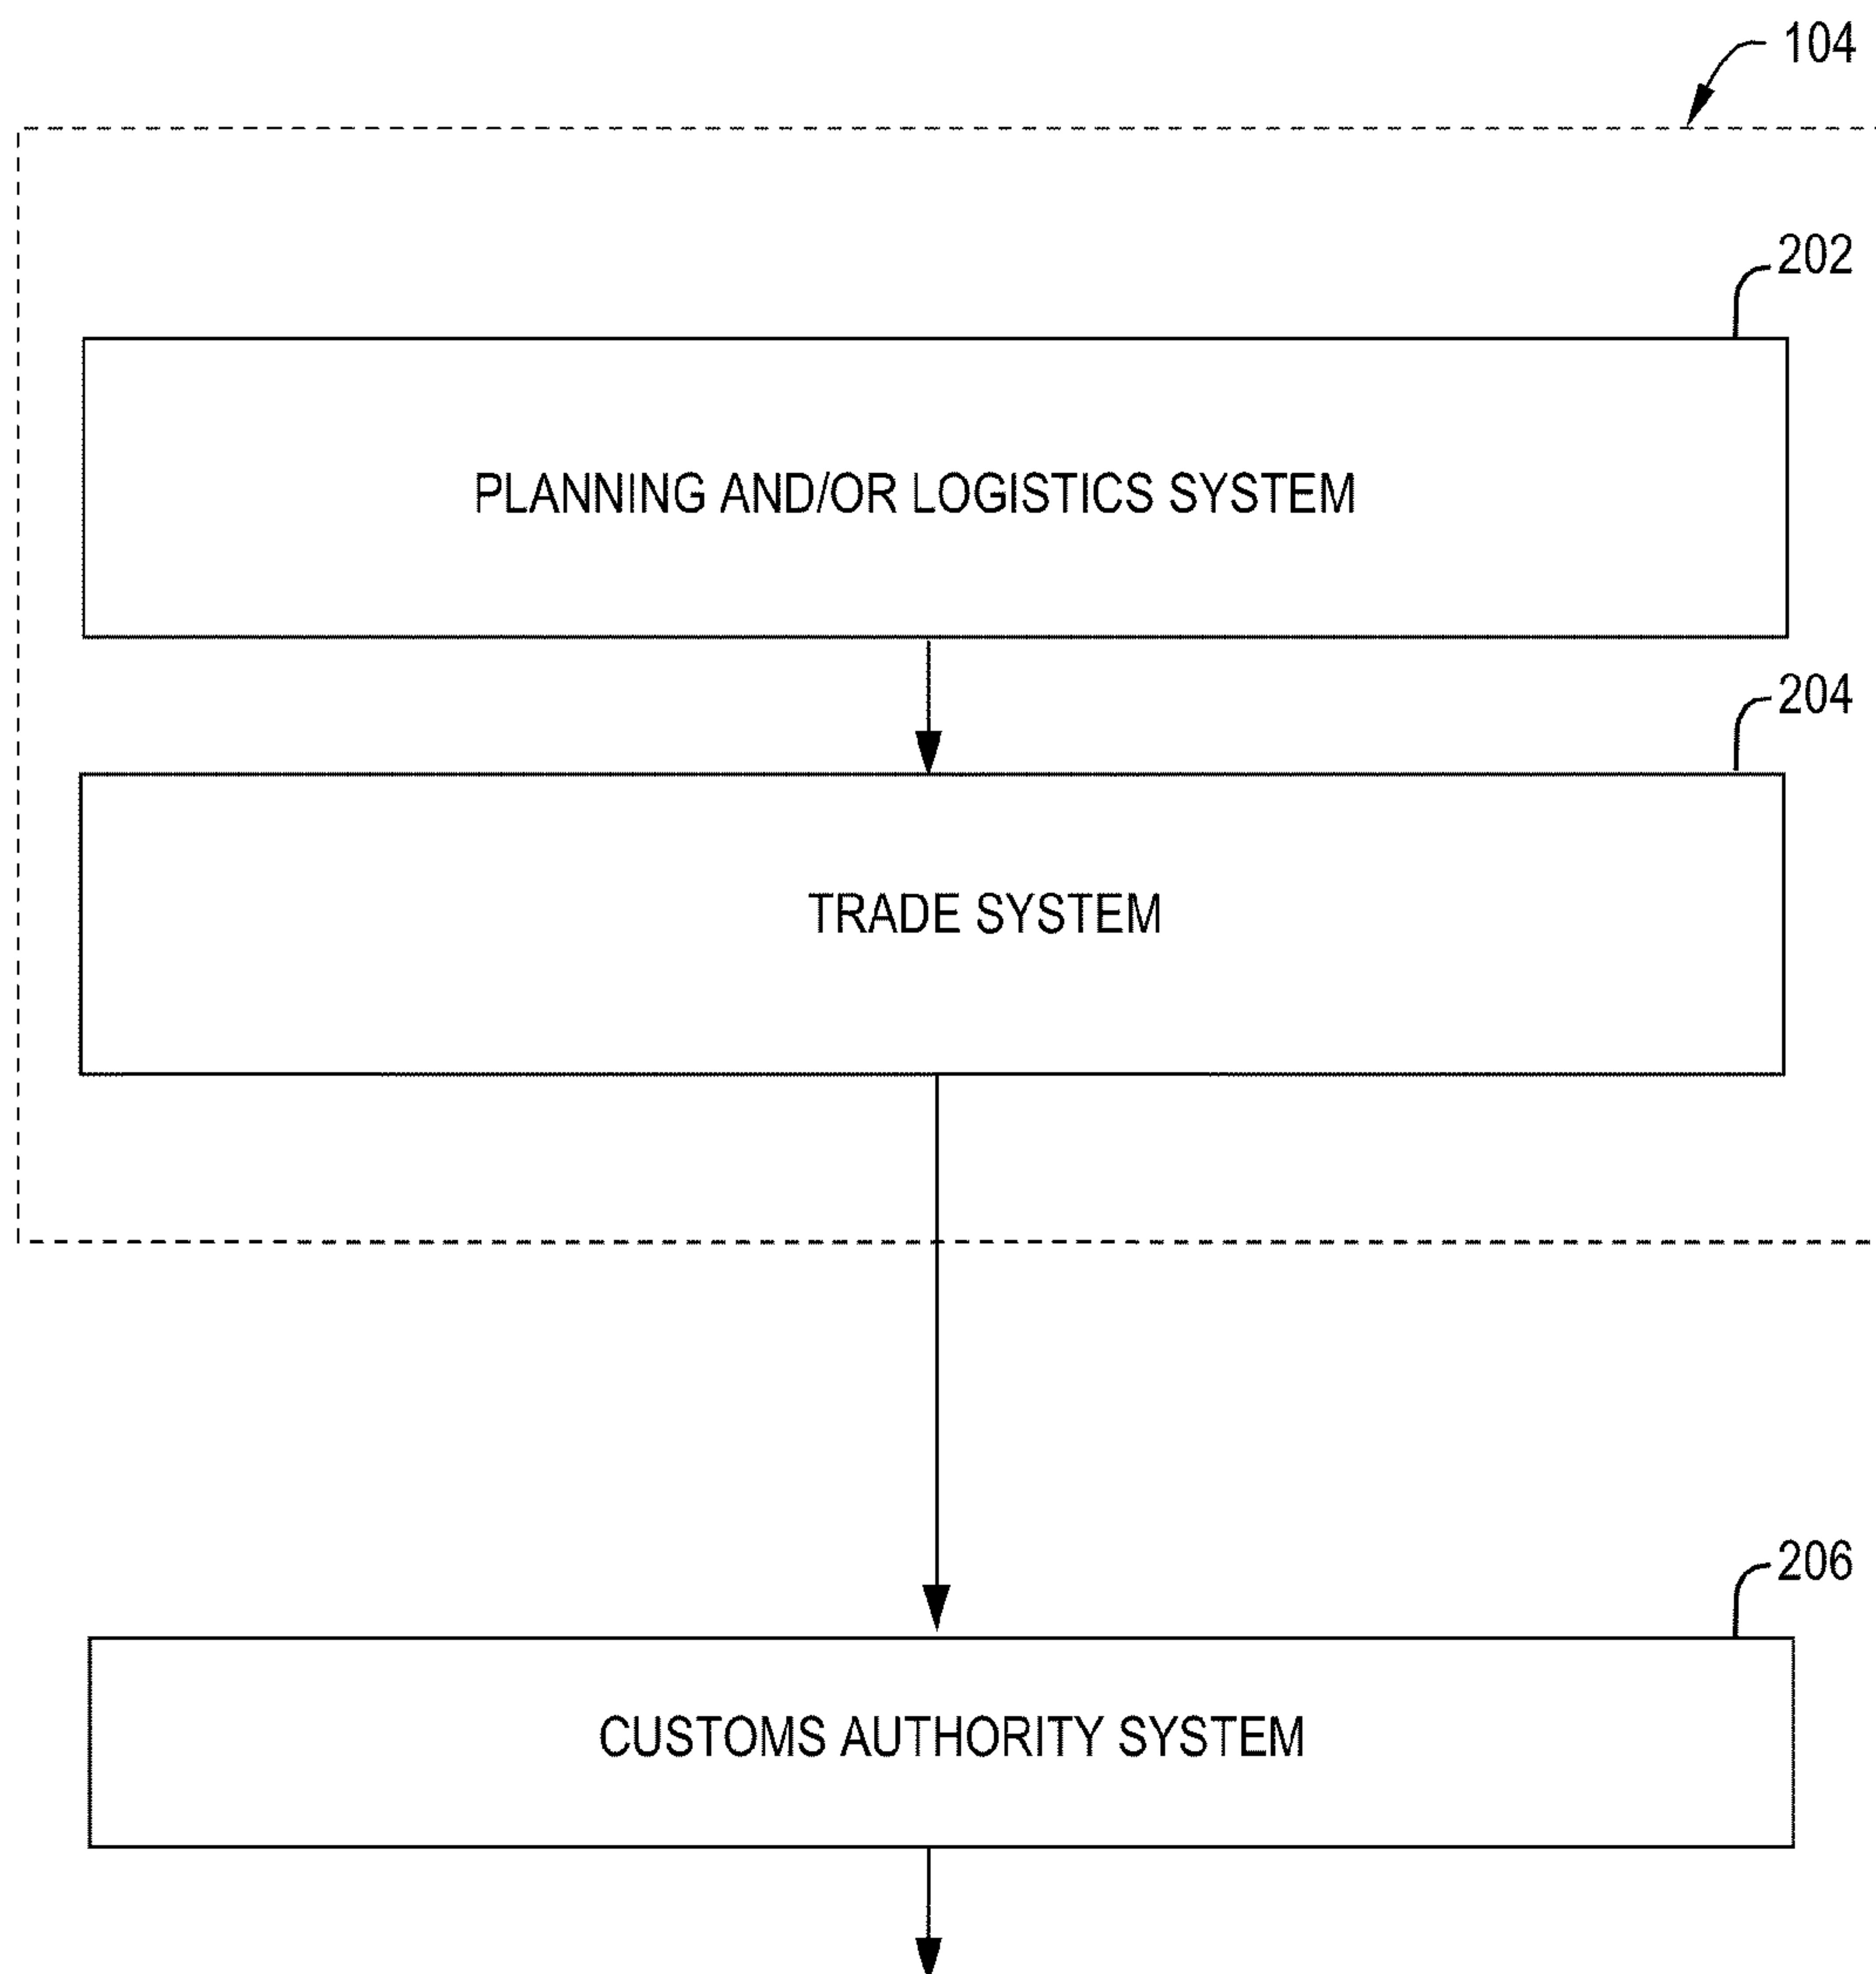 104
202
PLANNING AND/OR LOGISTICS SYSTEM
204
TRADE SYSTEM
206
CUSTOMS AUTHORITY SYSTEM